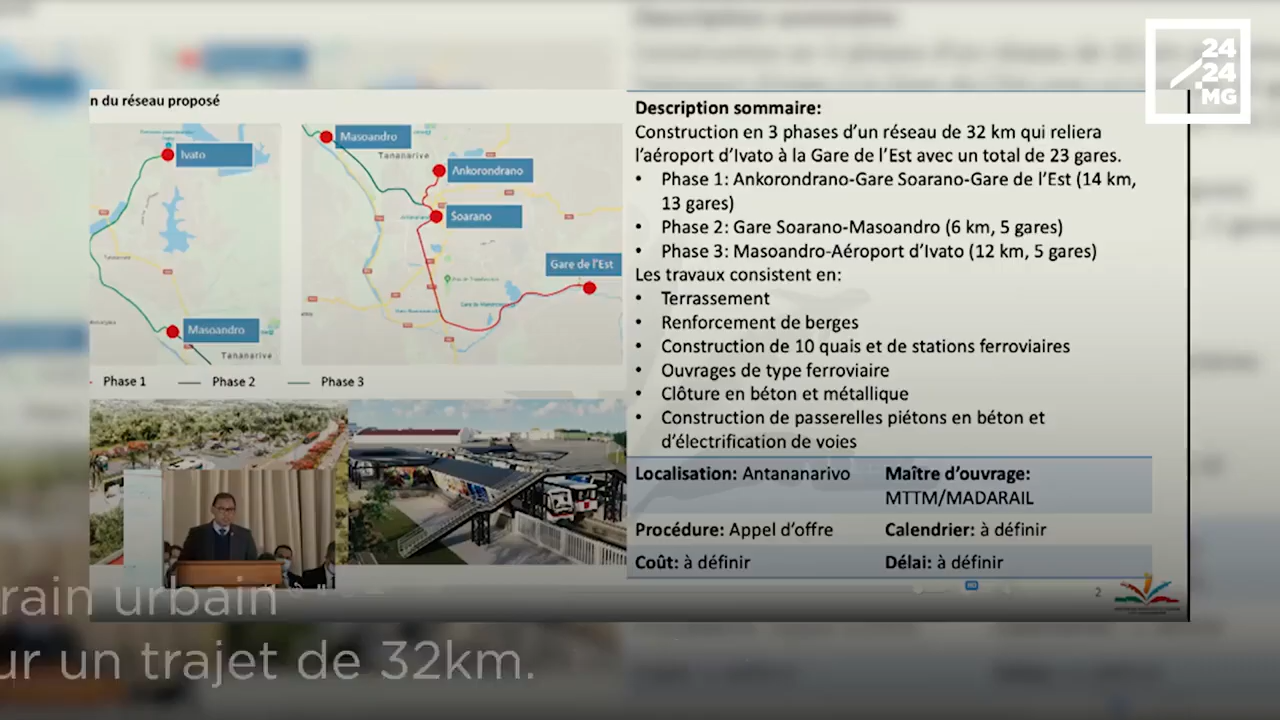 24
24
MG
n du réseau proposé
Ivato
Masoandro
Tananarive
Masoandro
Tananarive
Ankorondrano
Soarano
Gare de l'Est
Phase 1
Phase 2
Phase 3
Description sommaire:
Construction en 3 phases d'un réseau de 32 km qui reliera
l'aéroport d'Ivato à la Gare de l'Est avec un total de 23 gares.
• Phase 1: Ankorondrano-Gare Soarano-Gare de l'Est (14 km,
13 gares)
• Phase 2: Gare Soarano-Masoandro (6 km, 5 gares)
• Phase 3: Masoandro-Aéroport d'Ivato (12 km, 5 gares)
Les travaux consistent en:
• Terrassement
• Renforcement de berges
• Construction de 10 quais et de stations ferroviaires
• Ouvrages de type ferroviaire
• Clôture en béton et métallique
• Construction de passerelles piétons en béton et
d'électrification de voies
Localisation: Antananarivo
Maître d'ouvrage:
MTTM/MADARAIL
Procédure: Appel d'offre
Calendrier: à définir
Coût: à définir
Délai: à définir
2
rain urbain
ur un trajet de 32km.